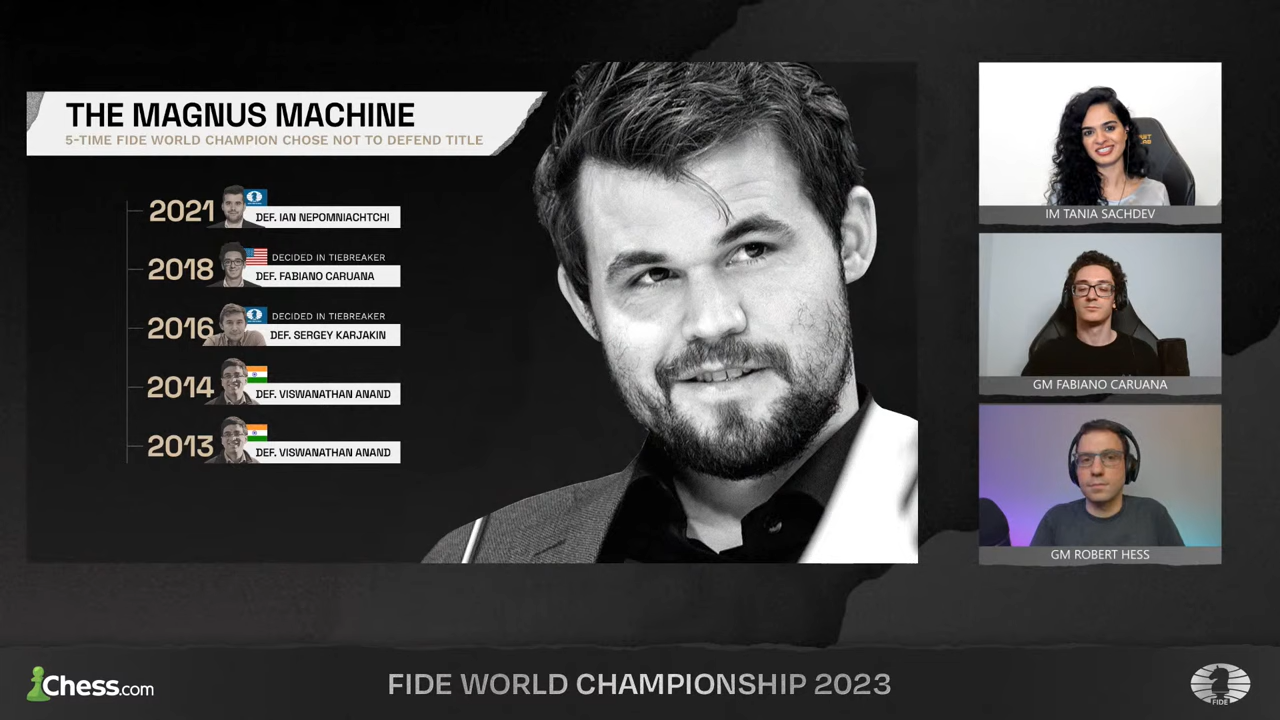 THE MAGNUS MACHINE
5-TIME FIDE WORLD CHAMPION CHOSE NOT TO DEFEND TITLE
2021
DEF. IAN NEPOMNIACHTCHI
2018
DECIDED IN TIEBREAKER
DEF. FABIANO CARUANA
2016
DECIDED IN TIEBREAKER
DEF. SERGEY KARJAKIN
2014
DEF. VISWANATHAN ANAND
2013
DEF. VISWANATHAN ANAND
IM TANIA SACHDEV
GM FABIANO CARUANA
GM ROBERT HESS
Chess.com
FIDE WORLD CHAMPIONSHIP 2023
FIDE